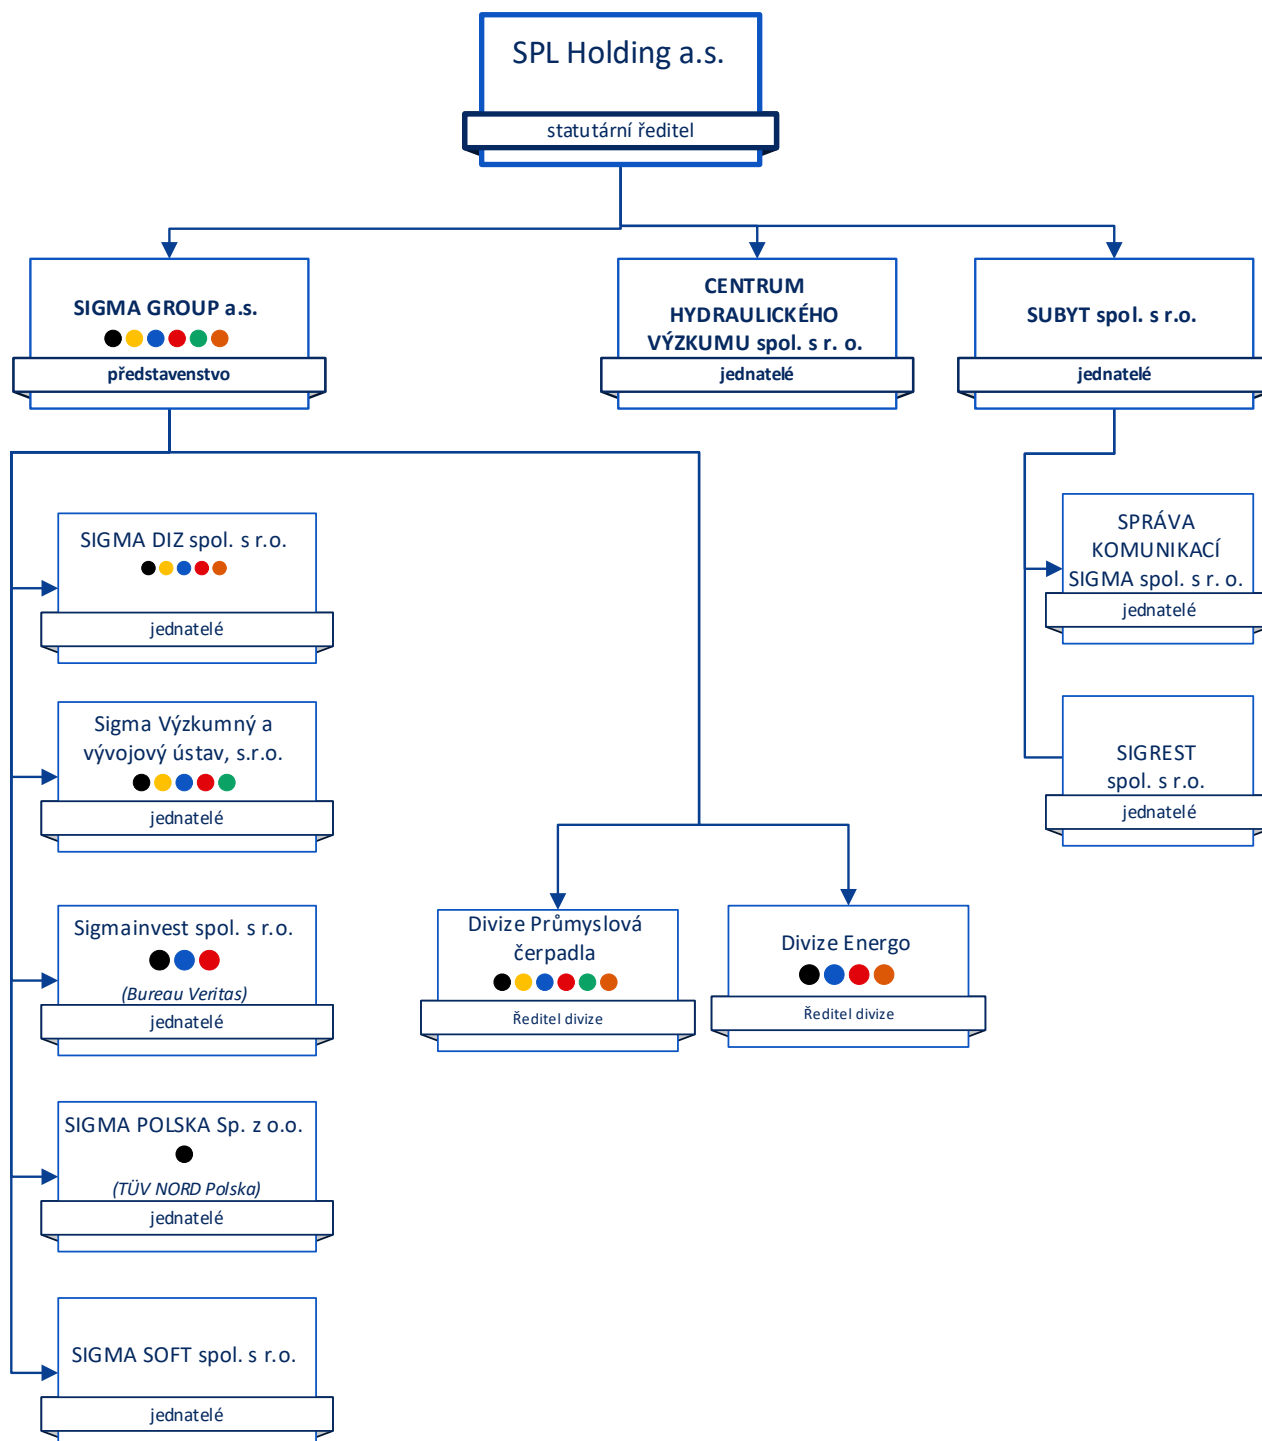 SPL Holding a.s.
statutární ředitel
SIGMA GROUP a.s.
představenstvo
CENTRUM
HYDRAULICKÉHO
VÝZKUMU spol. s r. o.
jednatelé
SUBYT spol. s r.o.
jednatelé
SIGMA DIZ spol. s r.o.
jednatelé
Sigma Výzkumný a
vývojový ústav, s.r.o.
jednatelé
Sigmainvest spol. s r.o.
(Bureau Veritas)
jednatelé
SIGMA POLSKA Sp. z o.o.
(TÜV NORD Polska)
jednatelé
SIGMA SOFT spol. s r.o.
jednatelé
Divize Průmyslová
čerpadla
Ředitel divize
Divize Energo
Ředitel divize
SPRÁVA
KOMUNIKACÍ
SIGMA spol. s r. o.
jednatelé
SIGREST
spol. s r.o.
jednatelé